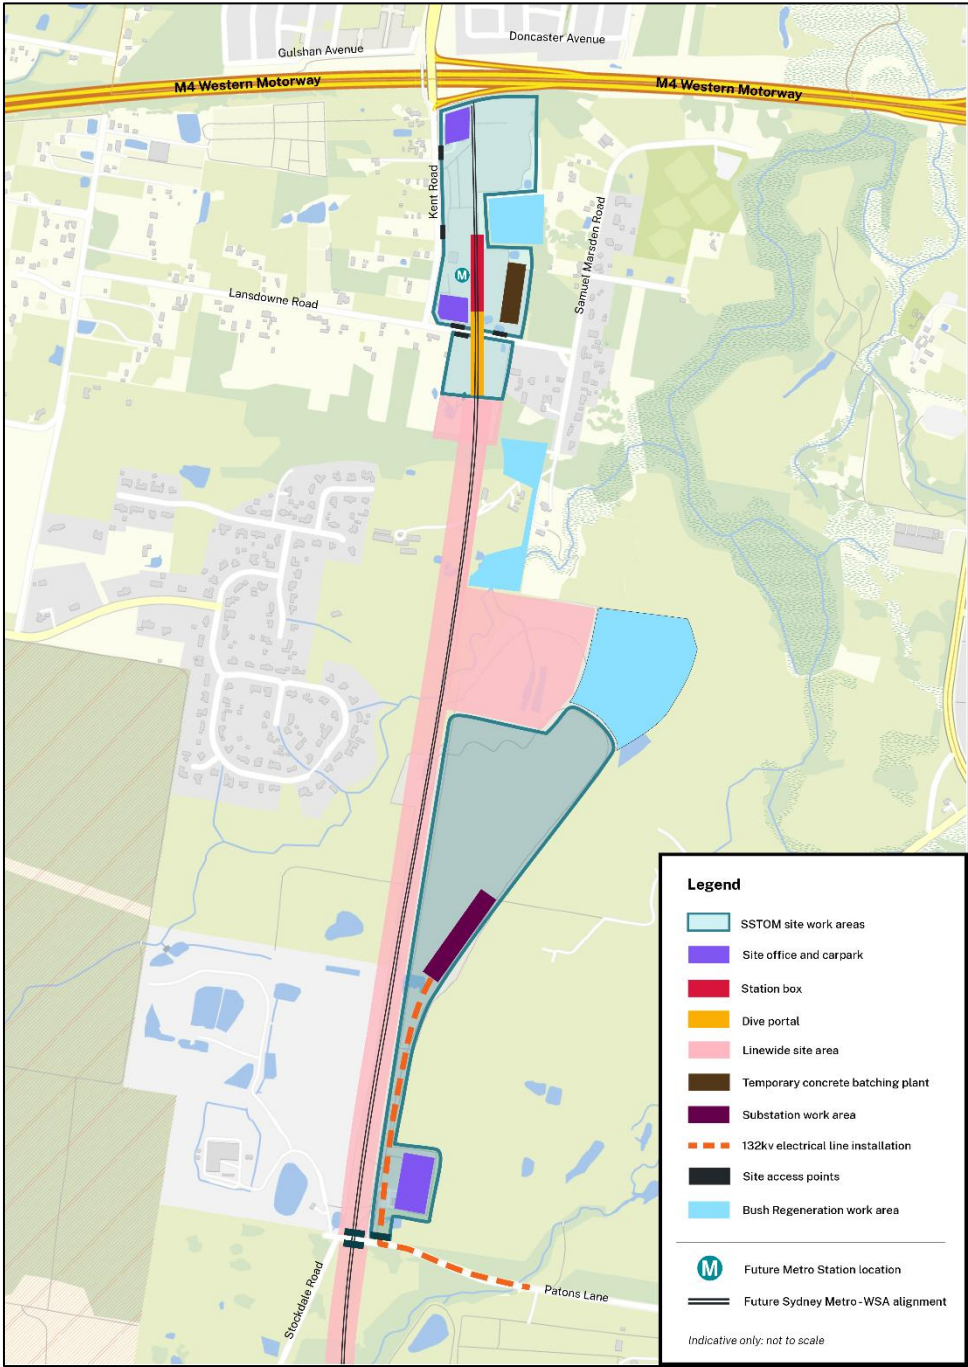 Gulshan Avenue
Doncaster Avenue
M4 Western Motorway
M4 Western Motorway
Kent Road
Samuel Marsden Road
M
Lansdowne Road
Legend
SSTOM site work areas
Site office and carpark
Station box
Dive portal
Linewide site area
Temporary concrete batching plant
Substation work area
132kv electrical line installation
Site access points
Bush Regeneration work area
M
Future Metro Station location
Future Sydney Metro - WSA alignment
Indicative only: not to scale
Stockdale Road
Patons Lane